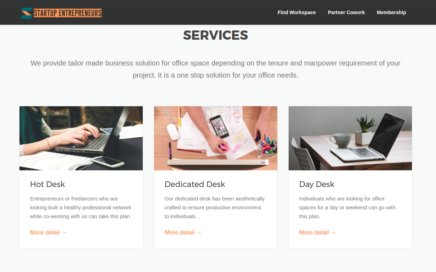 STARTUP ENTREPRENEURS
Find Workspace Partner Cowork Membership
SERVICES
We provide tailor made business solution for office space depending on the tenure and manpower requirement of your
project. It is a one stop solution for your office needs.
Hot Desk
Entrepreneurs or freelancers who are
looking built a healthy professional network
while co-working with us can take this plan
More detail →
Dedicated Desk
Our dedicated desk has been aesthetically
crafted to ensure productive environment
to individuals.
More detail →
Day Desk
Individuals who are looking for office
spaces for a day or weekend can go with
this plan
More detail →